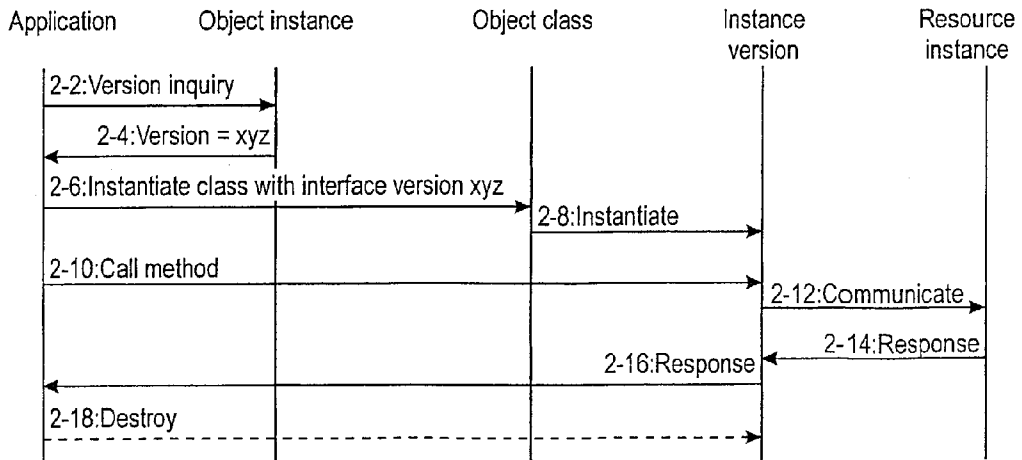 Application
Object instance
Object class
Instance
version
Resource
instance
2-2:Version inquiry
2-4:Version = xyz
2-6:Instantiate class with interface version xyz
2-8:Instantiate
2-10:Call method
2-12:Communicate
2-14:Response
2-16:Response
2-18:Destroy